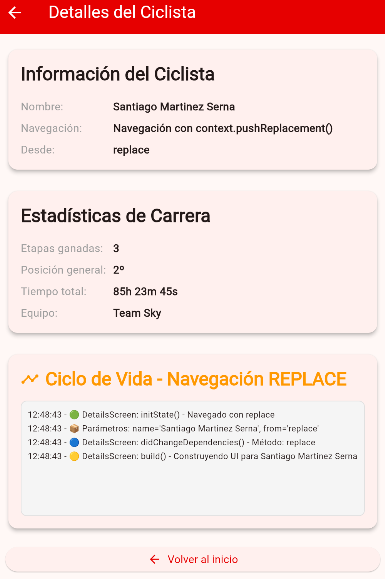 Detalles del Ciclista
Información del Ciclista
Nombre: Santiago Martinez Serna
Navegación: Navegación con context.pushReplacement()
Desde: replace
Estadísticas de Carrera
Etapas ganadas: 3
Posición general: 2º
Tiempo total: 85h 23m 45s
Equipo: Team Sky
Ciclo de Vida - Navegación REPLACE
12:48:43 - 🟢 DetailsScreen: initState() - Navegado con replace
12:48:43 - 📦 Parámetros: name='Santiago Martinez Serna', from='replace'
12:48:43 - 🔵 DetailsScreen: didChangeDependencies() - Método: replace
12:48:43 - 🟡 DetailsScreen: build() - Construyendo UI para Santiago Martinez Serna
Volver al inicio